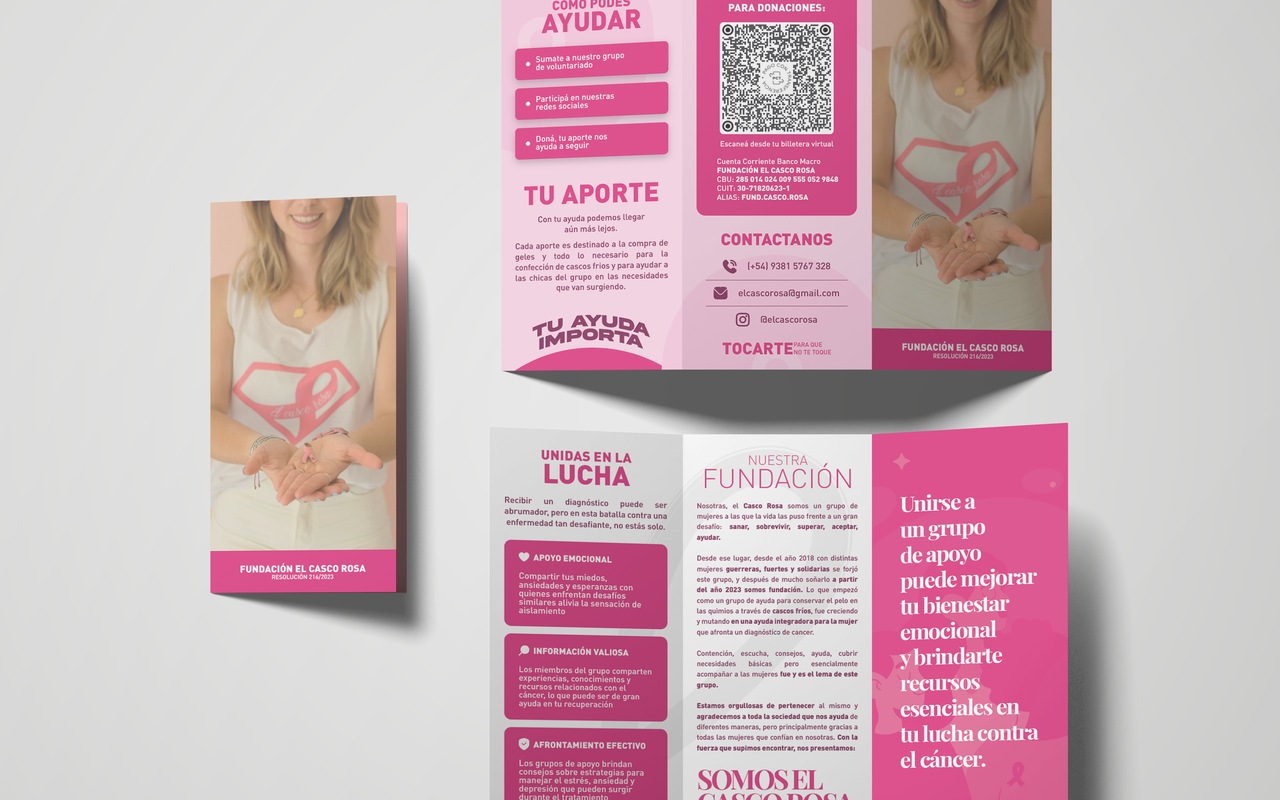 El casco rosa
FUNDACIÓN EL CASCO ROSA
RESOLUCIÓN 216/2023
COMO PODÉS
AYUDAR
Sumate a nuestro grupo
de voluntariado
Participá en nuestras
redes sociales
Doná, tu aporte nos
ayuda a seguir
TU APORTE
Con tu ayuda podemos llegar
aún más lejos.
Cada aporte es destinado a la compra de
geles y todo lo necesario para la
confección de cascos fríos y para ayudar a
las chicas del grupo en las necesidades
que van surgiendo.
TU AYUDA
IMPORTA
PARA DONACIONES:
PCT
Escaneá desde tu billetera virtual
Cuenta Corriente Banco Macro
FUNDACIÓN EL CASCO ROSA
CBU: 285 014 024 009 555 052 9848
CUIT: 30-71820623-1
ALIAS: FUND.CASCO.ROSA
CONTACTANOS
(+54) 9381 5767 328
elcascorosa@gmail.com
@elcascorosa
TOCARTE PARA QUE
NO TE TOQUE
El casco rosa
FUNDACIÓN EL CASCO ROSA
RESOLUCIÓN 216/2023
UNIDAS EN LA
LUCHA
Recibir un diagnóstico puede ser
abrumador, pero en esta batalla contra una
enfermedad tan desafiante, no estás solo.
APOYO EMOCIONAL
Compartir tus miedos,
ansiedades y esperanzas con
quienes enfrentan desafíos
similares alivia la sensación de
aislamiento
INFORMACIÓN VALIOSA
Los miembros del grupo comparten
experiencias, conocimientos y
recursos relacionados con el
cáncer, lo que puede ser de gran
ayuda en tu recuperación
AFRONTAMIENTO EFECTIVO
Los grupos de apoyo brindan
consejos sobre estrategias para
manejar el estrés, ansiedad y
depresión que pueden surgir
durante el tratamiento
NUESTRA
FUNDACIÓN
Nosotras, el Casco Rosa somos un grupo de
mujeres a las que la vida las puso frente a un gran
desafío: sanar, sobrevivir, superar, aceptar,
ayudar.
Desde ese lugar, desde el año 2018 con distintas
mujeres guerreras, fuertes y solidarias se forjó
este grupo, y después de mucho soñarlo a partir
del año 2023 somos fundación. Lo que empezó
como un grupo de ayuda para conservar el pelo en
las quimios a través de cascos fríos, fue creciendo
y mutando en una ayuda integradora para la mujer
que afronta un diagnóstico de cancer.
Contención, escucha, consejos, ayuda, cubrir
necesidades básicas pero esencialmente
acompañar a las mujeres fue y es el lema de este
grupo.
Estamos orgullosas de pertenecer al mismo y
agradecemos a toda la sociedad que nos ayuda de
diferentes maneras, pero principalmente gracias a
todas las mujeres que confían en nosotras. Con la
fuerza que supimos encontrar, nos presentamos:
SOMOS EL
CASCO ROSA
Unirse a
un grupo
de apoyo
puede mejorar
tu bienestar
emocional
y brindarte
recursos
esenciales en
tu lucha contra
el cáncer.